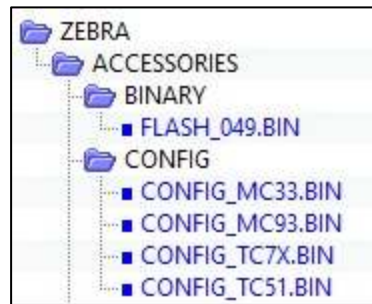 ZEBRA
ACCESSORIES
BINARY
FLASH_049.BIN
CONFIG
CONFIG_MC33.BIN
CONFIG_MC93.BIN
CONFIG_TC7X.BIN
CONFIG_TC51.BIN